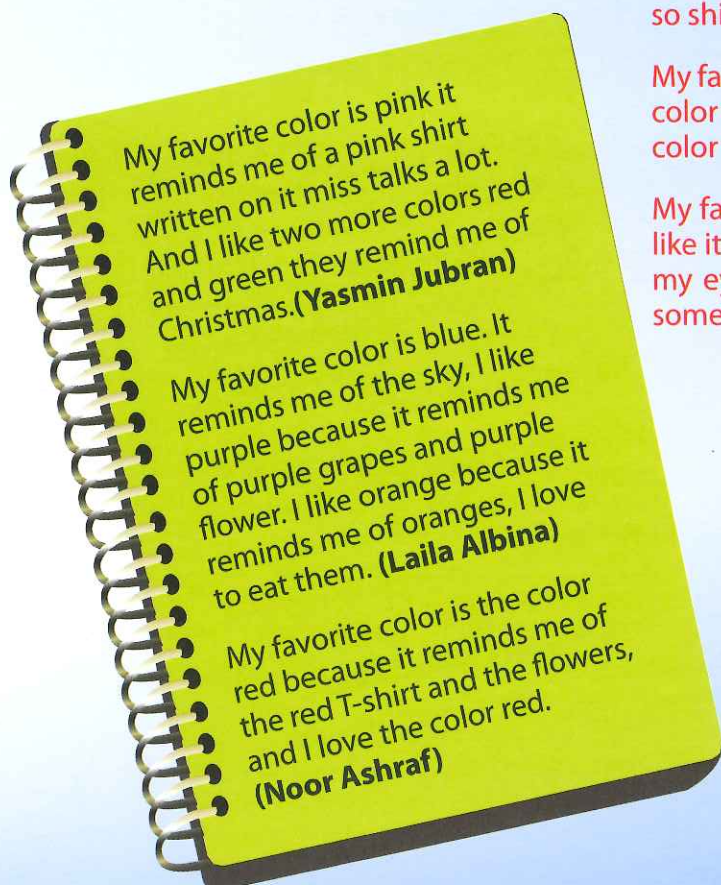 My favorite color is pink it
reminds me of a pink shirt
written on it miss talks a lot.
And I like two more colors red
and green they remind me of
Christmas.(Yasmin Jubran)
My favorite color is blue. It
reminds me of the sky, I like
purple because it reminds me
of purple grapes and purple
flower. I like orange because it
reminds me of oranges, I love
to eat them. (Laila Albina)
My favorite color is the color
red because it reminds me of
the red T-shirt and the flowers,
and I love the color red.
(Noor Ashraf)
so
My
color
color
My
like it
my
some